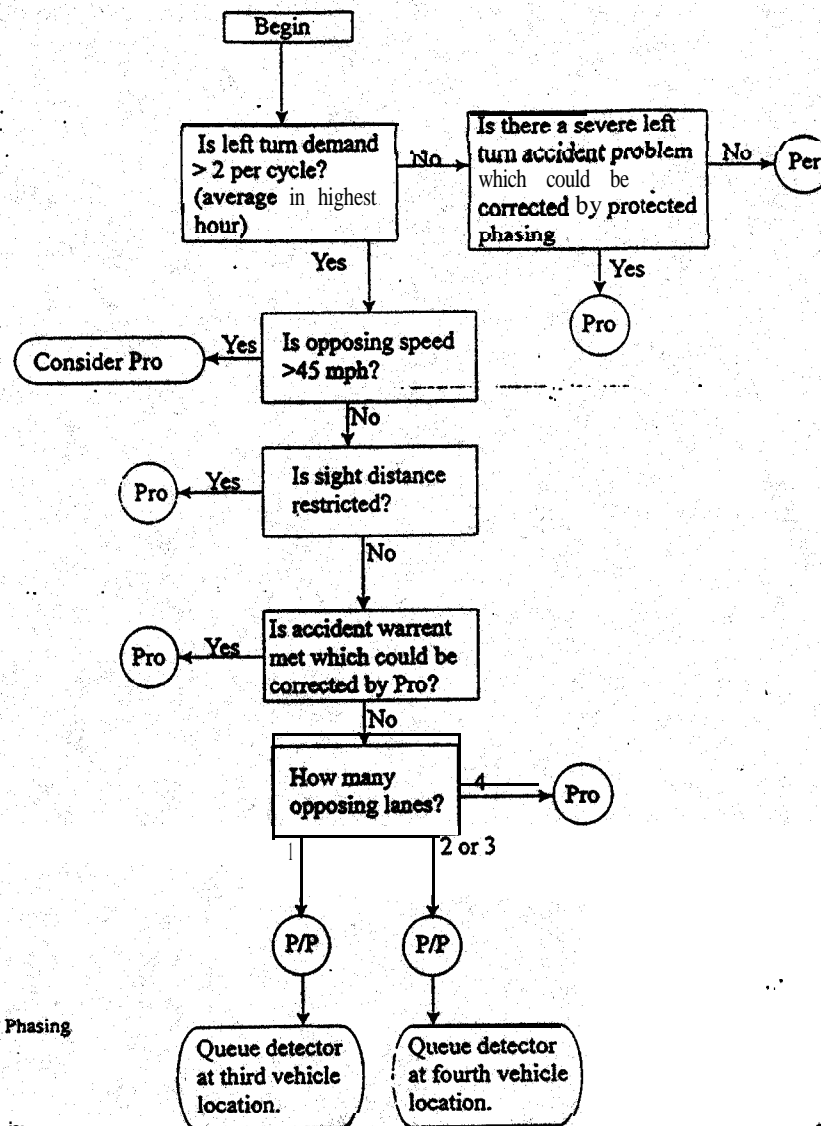 Begin
Is left turn demand
> 2 per cycle?
(average in highest
hour)
No
Is there a severe left
turn accident problem
which could be
corrected by protected
phasing
No
Per
Yes
Yes
Pro
Consider Pro
Yes
Is opposing speed
>45 mph?
No
Pro
Yes
Is sight distance
restricted?
No
Pro
Yes
Is accident warrent
met which could be
corrected by Pro?
No
How many
opposing lanes?
4
Pro
1
2 or 3
P/P
P/P
Phasing
Queue detector
at third vehicle
location.
Queue detector
at fourth vehicle
location.